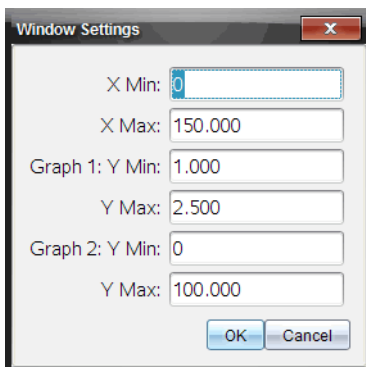 Window Settings
X Min: 0
X Max: 150.000
Graph 1: Y Min: 1.000
Y Max: 2.500
Graph 2: Y Min: 0
Y Max: 100.000
OK Cancel